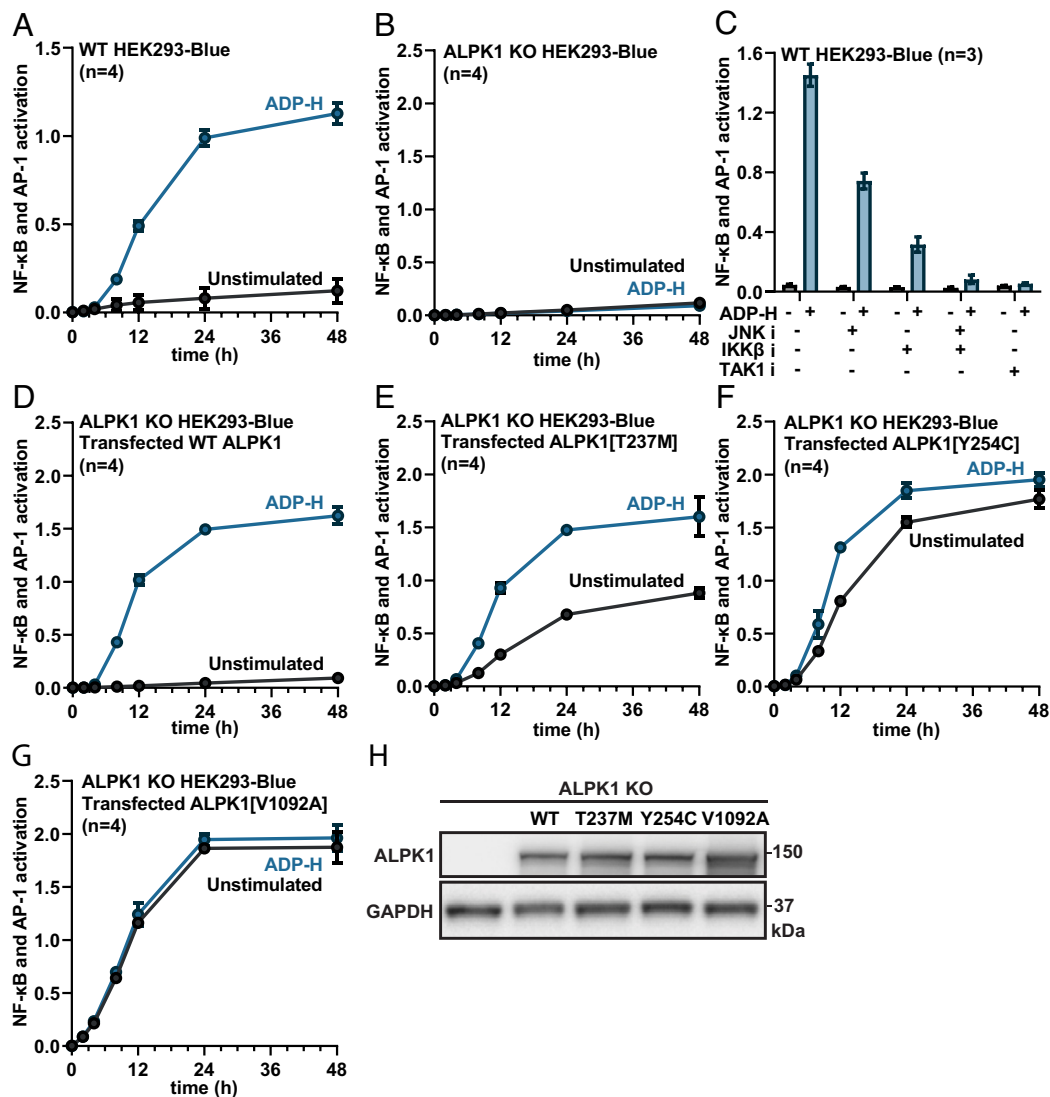 A
WT HEK293-Blue
(n=4)
NF-κB and AP-1 activation
1.5
1.0
0.5
0.0
ADP-H
Unstimulated
0 12 24 36 48
time (h)
B
ALPK1 KO HEK293-Blue
(n=4)
NF-κB and AP-1 activation
2.5
2.0
1.5
1.0
0.5
0.0
Unstimulated
ADP-H
0 12 24 36 48
time (h)
C
WT HEK293-Blue (n=3)
NF-κB and AP-1 activation
1.6
1.2
0.8
0.4
0.0
ADP-H - + - + - + - + - +
JNK i - + - + -
IKKβ i - - + + -
TAK1 i - - - - +
D
ALPK1 KO HEK293-Blue
Transfected WT ALPK1
(n=4)
NF-κB and AP-1 activation
2.5
2.0
1.5
1.0
0.5
0.0
ADP-H
Unstimulated
0 12 24 36 48
time (h)
E
ALPK1 KO HEK293-Blue
Transfected ALPK1[T237M]
(n=4)
NF-κB and AP-1 activation
2.5
2.0
1.5
1.0
0.5
0.0
ADP-H
Unstimulated
0 12 24 36 48
time (h)
F
ALPK1 KO HEK293-Blue
Transfected ALPK1[Y254C]
(n=4)
NF-κB and AP-1 activation
2.5
2.0
1.5
1.0
0.5
0.0
ADP-H
Unstimulated
0 12 24 36 48
time (h)
G
ALPK1 KO HEK293-Blue
Transfected ALPK1[V1092A]
(n=4)
NF-κB and AP-1 activation
2.5
2.0
1.5
1.0
0.5
0.0
ADP-H
Unstimulated
0 12 24 36 48
time (h)
H
ALPK1 KO
WT T237M Y254C V1092A
ALPK1
-150
GAPDH
-37
kDa